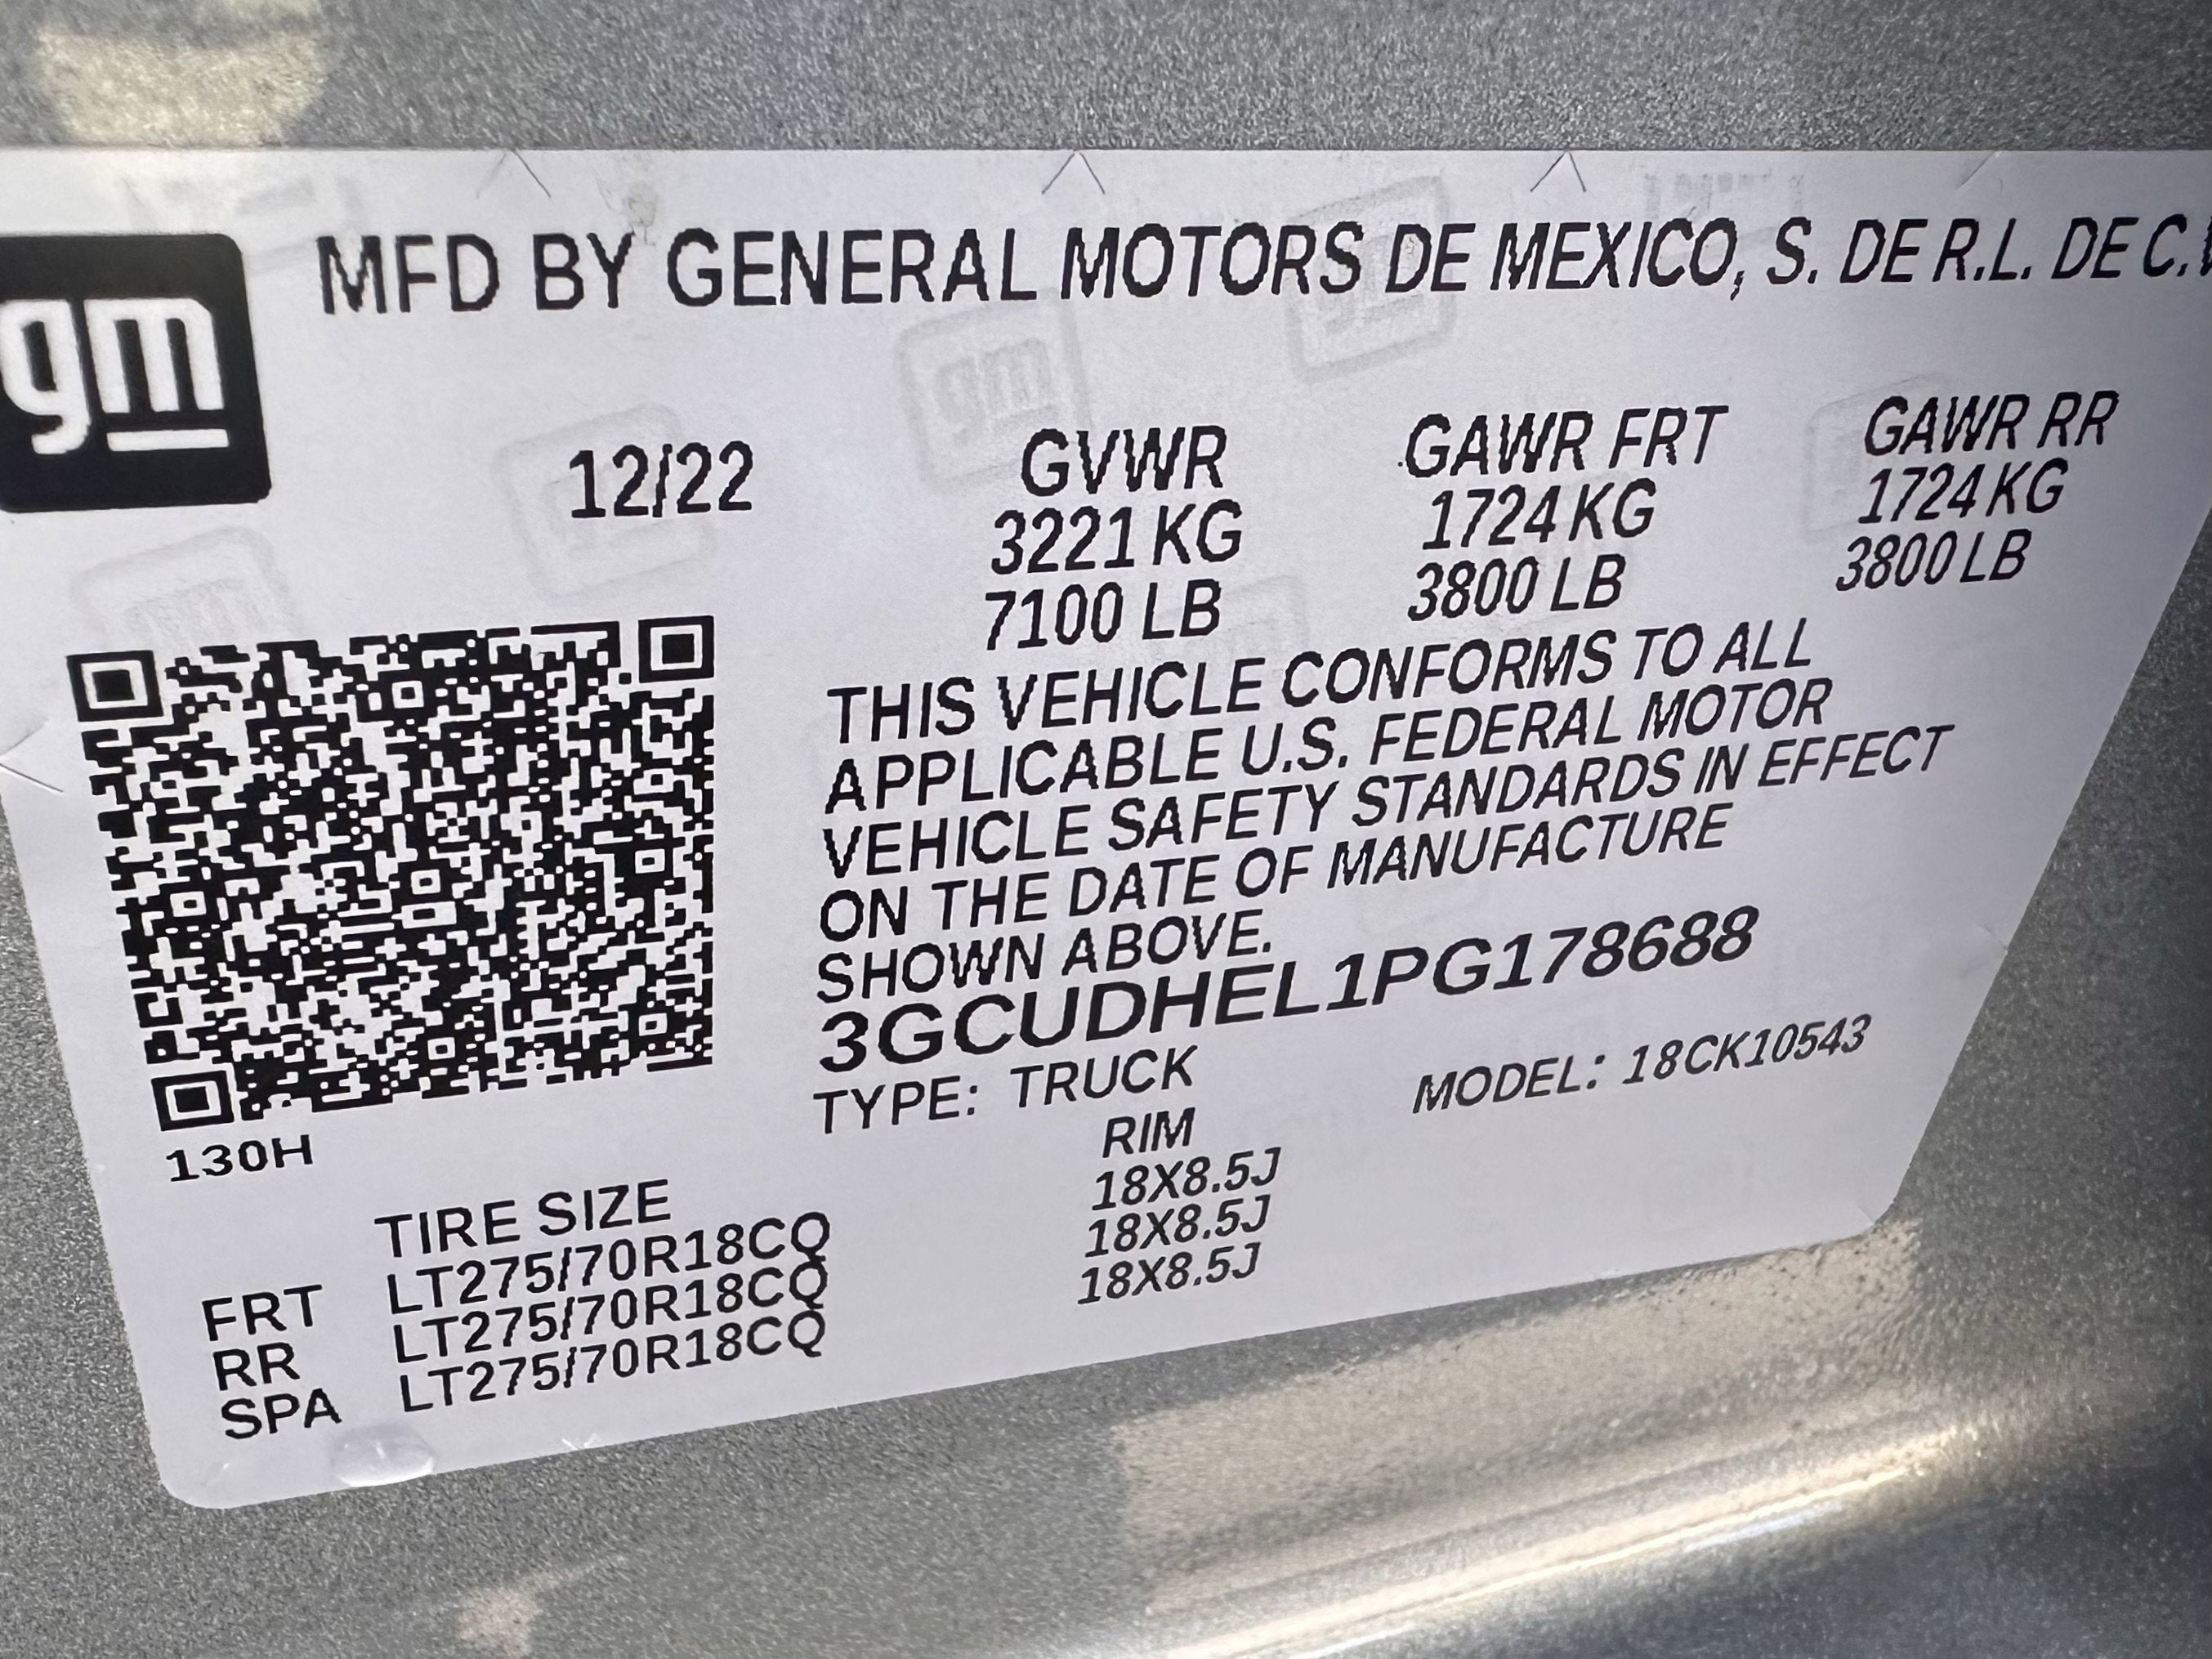 gm
MFD BY GENERAL MOTORS DE MEXICO, S. DE R.L. DE C.V
12/22
GVWR GAWR FRT GAWR RR
3221 KG 1724 KG 1724 KG
7100 LB 3800 LB 3800 LB
THIS VEHICLE CONFORMS TO ALL
APPLICABLE U.S. FEDERAL MOTOR
VEHICLE SAFETY STANDARDS IN EFFECT
ON THE DATE OF MANUFACTURE
SHOWN ABOVE.
3GCUDHEL1PG178688
TYPE: TRUCK MODEL: 18CK10543
130H
TIRE SIZE RIM
FRT LT275/70R18CQ 18X8.5J
RR LT275/70R18CQ 18X8.5J
SPA LT275/70R18CQ 18X8.5J